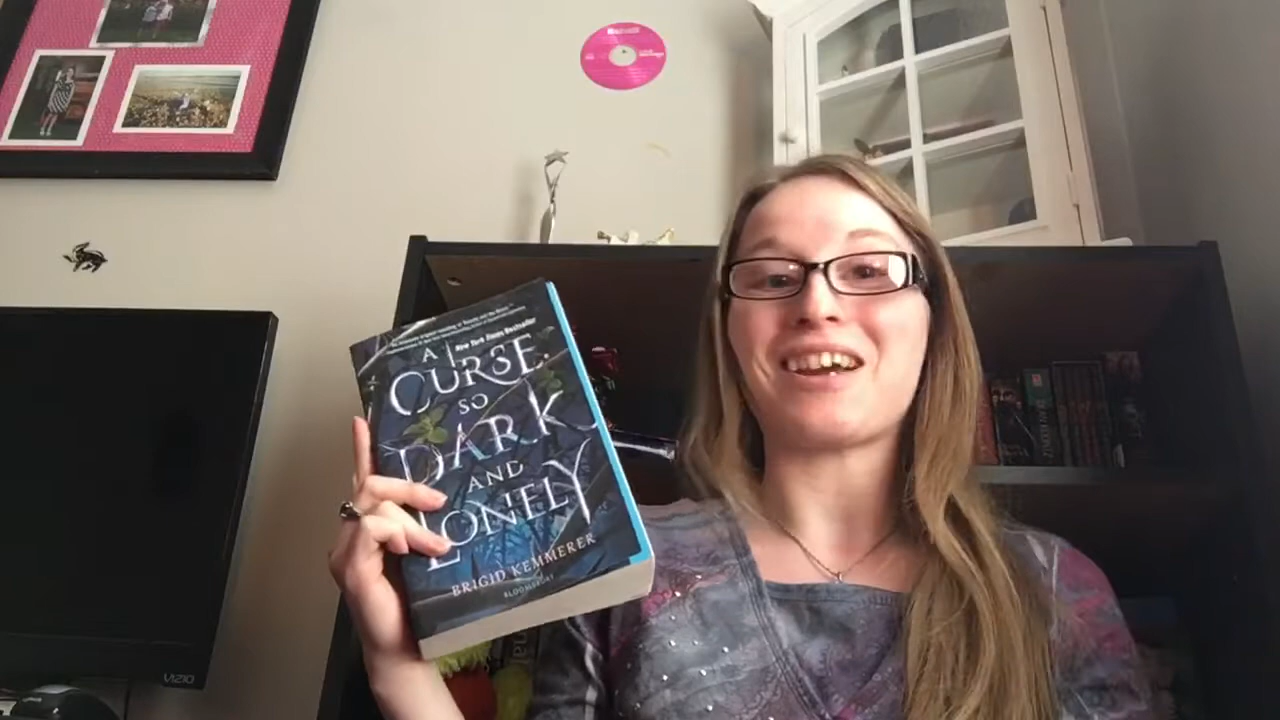 New York Times Bestseller
A
CURSE
SO
DARK
AND
LONELY
BRIGID KEMMERER
BLOOMSBURY
VIZIO